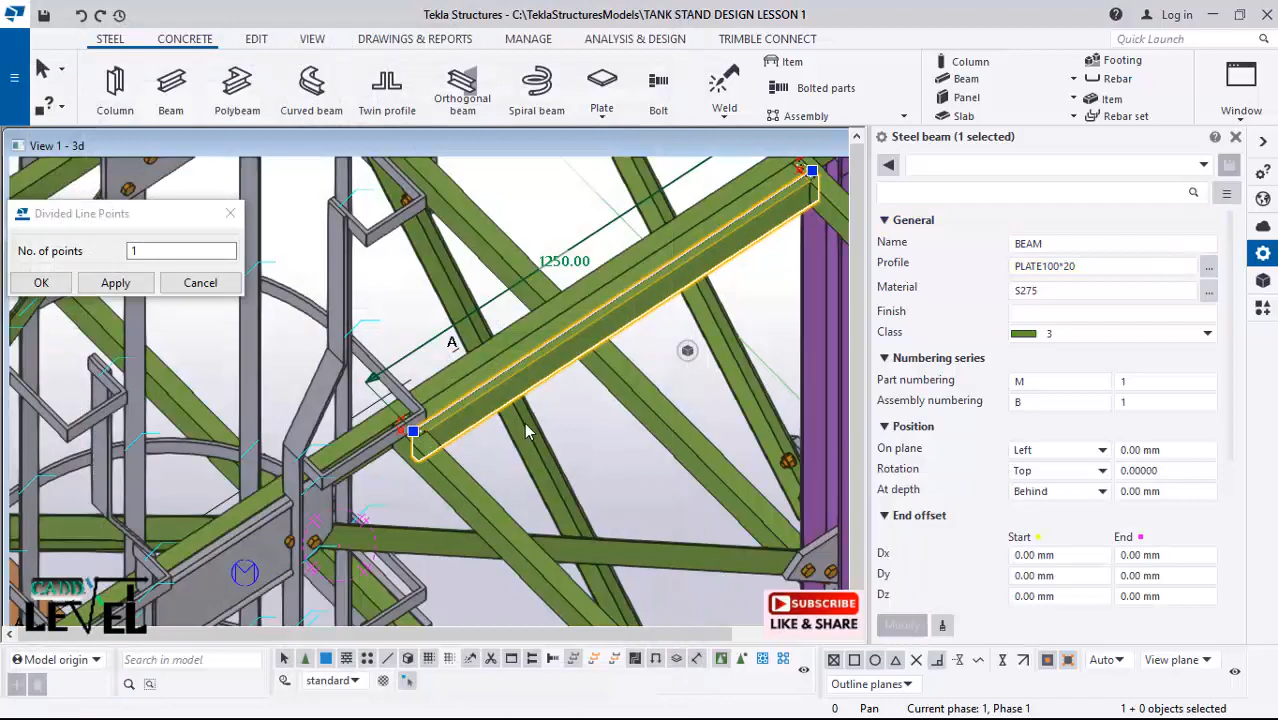 Tekla Structures - C:\TeklaStructuresModels\TANK STAND DESIGN LESSON 1
Log in
STEEL CONCRETE EDIT VIEW DRAWINGS & REPORTS MANAGE ANALYSIS & DESIGN TRIMBLE CONNECT
Quick Launch
Column
Beam
Polybeam
Curved beam
Twin profile
Orthogonal
beam
Spiral beam
Plate
Bolt
Weld
Item
Bolted parts
Assembly
Column
Beam
Panel
Slab
Footing
Rebar
Item
Rebar set
Window
View 1 - 3d
Divided Line Points
No. of points 1
OK Apply Cancel
1250.00
A
CADD
LEVEL
SUBSCRIBE
LIKE & SHARE
Steel beam (1 selected)
General
Name BEAM
Profile PLATE100*20 ...
Material S275 ...
Finish
Class 3
Numbering series
Part numbering M 1
Assembly numbering B 1
Position
On plane Left 0.00 mm
Rotation Top 0.00000
At depth Behind 0.00 mm
End offset
Start End
Dx 0.00 mm 0.00 mm
Dy 0.00 mm 0.00 mm
Dz 0.00 mm 0.00 mm
Modify
Model origin
Search in model
standard
Auto
View plane
Outline planes
0 Pan Current phase: 1, Phase 1 1 + 0 objects selected